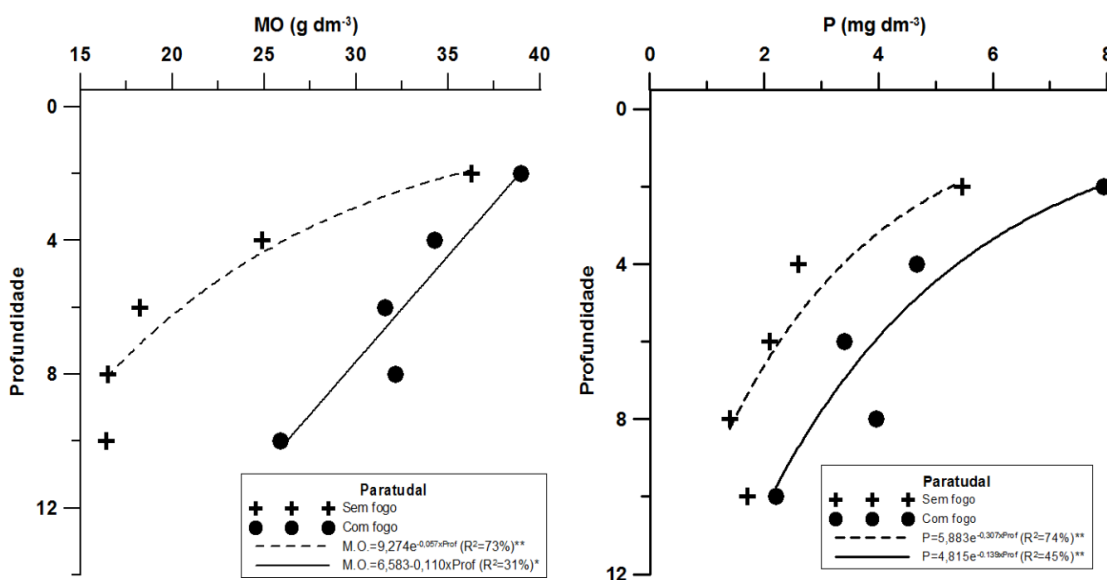 MO (g dm⁻³)
15 20 25 30 35 40
Profundidade
0
4
8
12
Paratudal
Sem fogo
Com fogo
M.O.=9,274e⁻⁰,⁰⁵⁷ˣᴾʳᵒᶠ (R²=73%)**
M.O.=6,583-0,110xProf (R²=31%)*
P (mg dm⁻³)
0 2 4 6 8
Profundidade
0
4
8
12
Paratudal
Sem fogo
Com fogo
P=5,883e⁻⁰,³⁰⁷ˣᴾʳᵒᶠ (R²=74%)**
P=4,815e⁻⁰,¹³⁹ˣᴾʳᵒᶠ (R²=45%)**